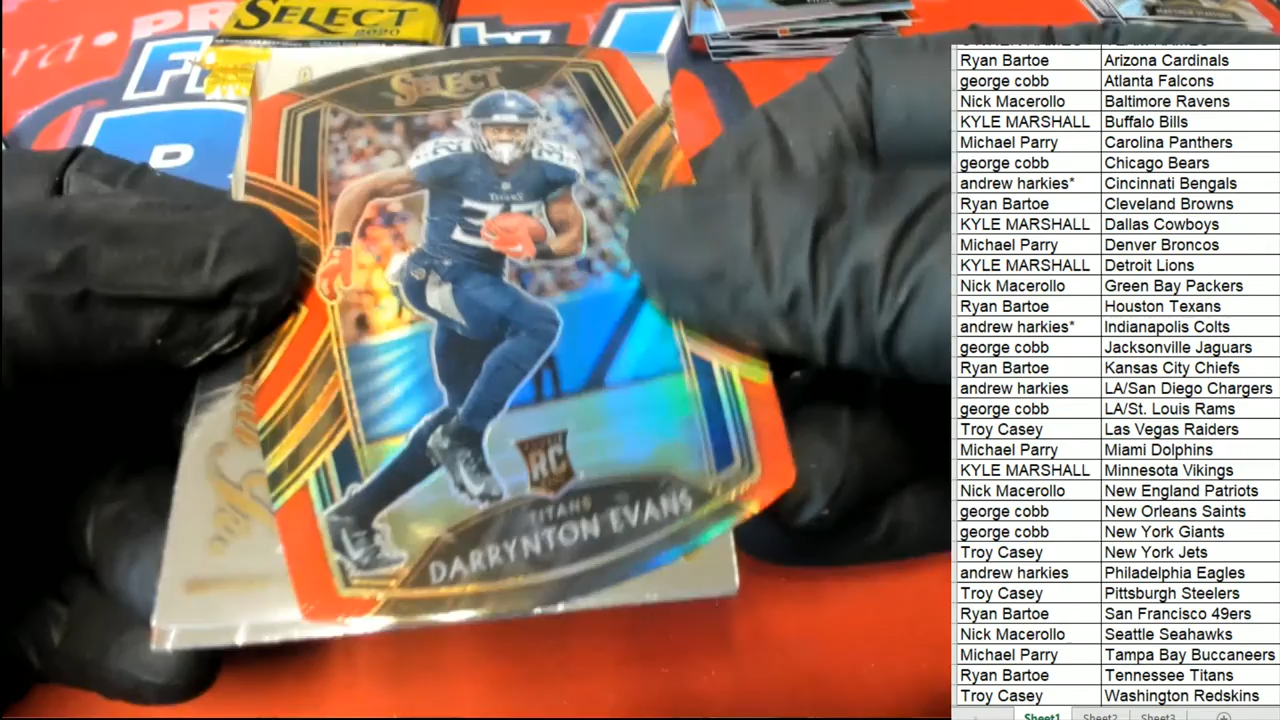 SELECT
2020
SELECT
TITANS
RC
TITANS
DARRYNTON EVANS
Ryan Bartoe Arizona Cardinals
george cobb Atlanta Falcons
Nick Macerollo Baltimore Ravens
KYLE MARSHALL Buffalo Bills
Michael Parry Carolina Panthers
george cobb Chicago Bears
andrew harkies* Cincinnati Bengals
Ryan Bartoe Cleveland Browns
KYLE MARSHALL Dallas Cowboys
Michael Parry Denver Broncos
KYLE MARSHALL Detroit Lions
Nick Macerollo Green Bay Packers
Ryan Bartoe Houston Texans
andrew harkies* Indianapolis Colts
george cobb Jacksonville Jaguars
Ryan Bartoe Kansas City Chiefs
andrew harkies LA/San Diego Chargers
george cobb LA/St. Louis Rams
Troy Casey Las Vegas Raiders
Michael Parry Miami Dolphins
KYLE MARSHALL Minnesota Vikings
Nick Macerollo New England Patriots
george cobb New Orleans Saints
george cobb New York Giants
Troy Casey New York Jets
andrew harkies Philadelphia Eagles
Troy Casey Pittsburgh Steelers
Ryan Bartoe San Francisco 49ers
Nick Macerollo Seattle Seahawks
Michael Parry Tampa Bay Buccaneers
Ryan Bartoe Tennessee Titans
Troy Casey Washington Redskins
Sheet1 Sheet2 Sheet3